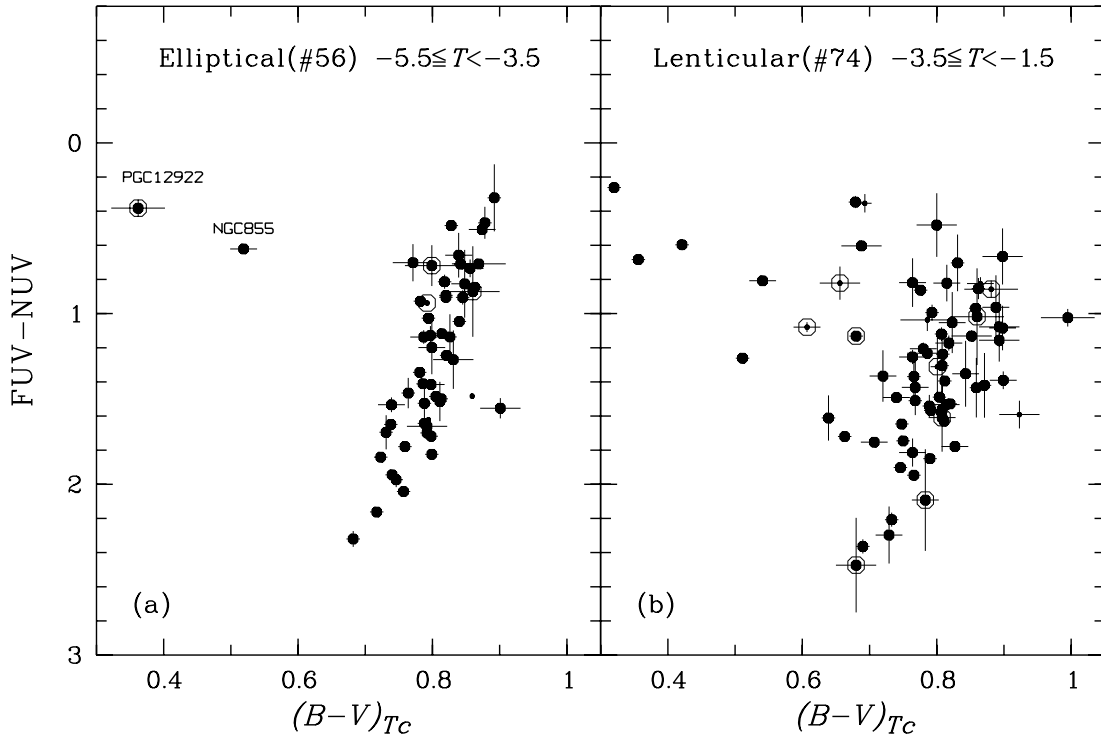 Elliptical(#56) −5.5≦T<−3.5
Lenticular(#74) −3.5≦T<−1.5
0
PGC12922
NGC855
FUV−NUV
1
2
(a)
(b)
3
0.4 0.6 0.8 1
0.4 0.6 0.8 1
(B−V)Tc
(B−V)Tc